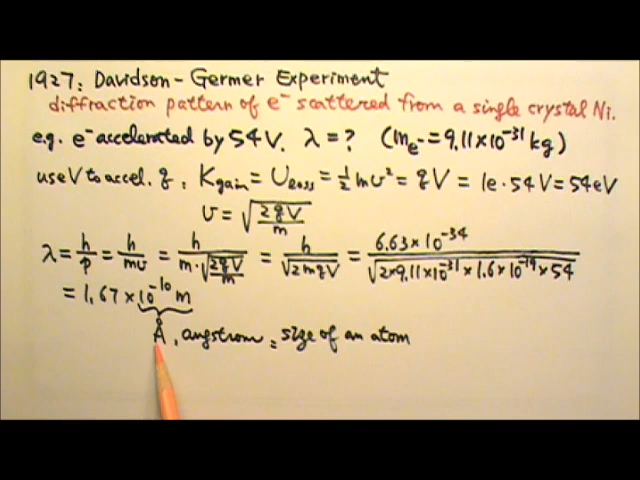 1927: Davidson-Germer Experiment
diffraction pattern of e⁻ scattered from a single crystal Ni.
e.g. e⁻ accelerated by 54 V. λ = ? (mₑ₋ = 9.11×10⁻³¹ kg)
use V to accel. q: K_gain = U_loss = ½ mv² = qV = 1e · 54V = 54eV
v = √(2qV/m)
λ = h/p = h/mv = h/(m·√(2qV/m)) = h/√(2mqV) = 6.63×10⁻³⁴/√(2×9.11×10⁻³¹×1.6×10⁻¹⁹×54)
= 1.67×10⁻¹⁰ m
Å, angstrom = size of an atom